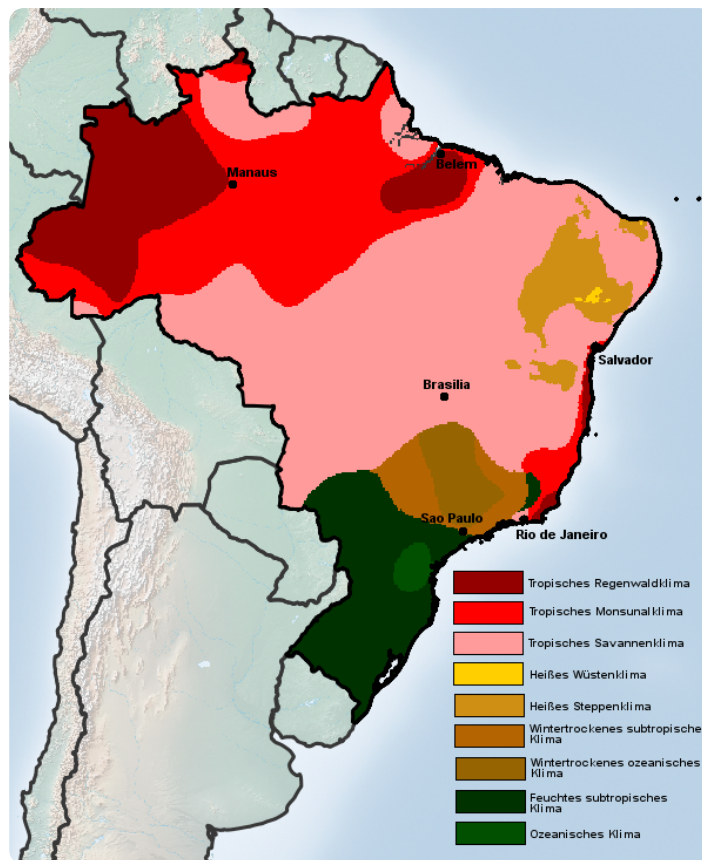 Belém
Manaus
Salvador
Brasilia
Sao Paulo
Rio de Janeiro
Tropisches Regenwaldklima
Tropisches Monsunalklima
Tropisches Savannenklima
Heißes Wüstenklima
Heißes Steppenklima
Wintertrockenes subtropische
Klima
Wintertrockenes ozeanisches
Klima
Feuchtes subtropisches
Klima
Ozeanisches Klima